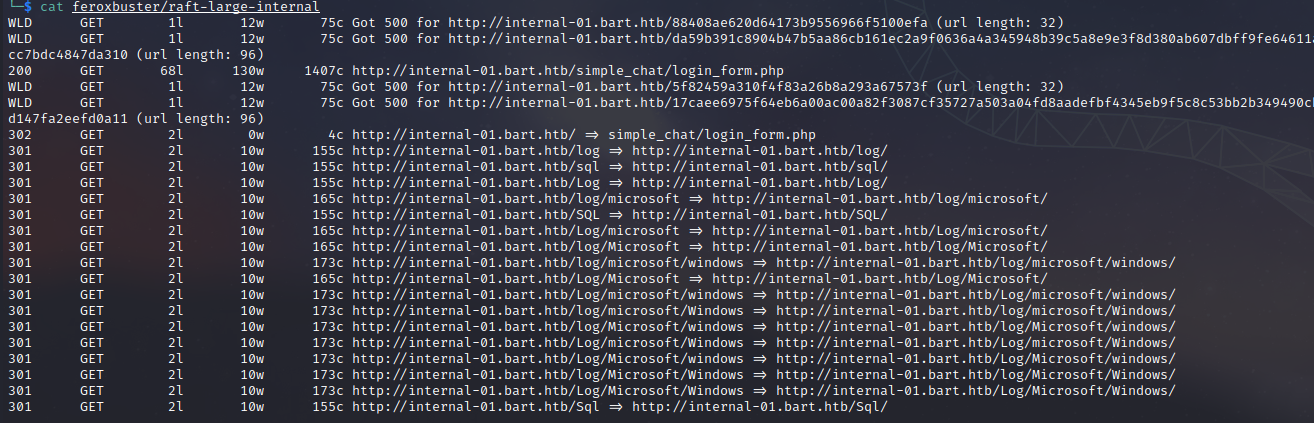 └─$ cat feroxbuster/raft-large-internal
WLD GET 1l 12w 75c Got 500 for http://internal-01.bart.htb/88408ae620d64173b9556966f5100efa (url length: 32)
WLD GET 1l 12w 75c Got 500 for http://internal-01.bart.htb/da59b391c8904b47b5aa86cb161ec2a9f0636a4a345948b39c5a8e9e3f8d380ab607dbff9fe64611
cc7bdc4847da310 (url length: 96)
200 GET 68l 130w 1407c http://internal-01.bart.htb/simple_chat/login_form.php
WLD GET 1l 12w 75c Got 500 for http://internal-01.bart.htb/5f82459a310f4f83a26b8a293a67573f (url length: 32)
WLD GET 1l 12w 75c Got 500 for http://internal-01.bart.htb/17caee6975f64eb6a00ac00a82f3087cf35727a503a04fd8aadefbf4345eb9f5c8c53bb2b349490c
d147fa2eefd0a11 (url length: 96)
302 GET 2l 0w 4c http://internal-01.bart.htb/ => simple_chat/login_form.php
301 GET 2l 10w 155c http://internal-01.bart.htb/log => http://internal-01.bart.htb/log/
301 GET 2l 10w 155c http://internal-01.bart.htb/sql => http://internal-01.bart.htb/sql/
301 GET 2l 10w 155c http://internal-01.bart.htb/Log => http://internal-01.bart.htb/Log/
301 GET 2l 10w 165c http://internal-01.bart.htb/log/microsoft => http://internal-01.bart.htb/log/microsoft/
301 GET 2l 10w 155c http://internal-01.bart.htb/SQL => http://internal-01.bart.htb/SQL/
301 GET 2l 10w 165c http://internal-01.bart.htb/Log/microsoft => http://internal-01.bart.htb/Log/microsoft/
301 GET 2l 10w 165c http://internal-01.bart.htb/log/Microsoft => http://internal-01.bart.htb/log/Microsoft/
301 GET 2l 10w 173c http://internal-01.bart.htb/log/microsoft/windows => http://internal-01.bart.htb/log/microsoft/windows/
301 GET 2l 10w 165c http://internal-01.bart.htb/Log/Microsoft => http://internal-01.bart.htb/Log/Microsoft/
301 GET 2l 10w 173c http://internal-01.bart.htb/Log/microsoft/windows => http://internal-01.bart.htb/Log/microsoft/windows/
301 GET 2l 10w 173c http://internal-01.bart.htb/log/microsoft/Windows => http://internal-01.bart.htb/log/microsoft/Windows/
301 GET 2l 10w 173c http://internal-01.bart.htb/log/Microsoft/windows => http://internal-01.bart.htb/log/Microsoft/windows/
301 GET 2l 10w 173c http://internal-01.bart.htb/Log/microsoft/Windows => http://internal-01.bart.htb/Log/microsoft/Windows/
301 GET 2l 10w 173c http://internal-01.bart.htb/log/Microsoft/Windows => http://internal-01.bart.htb/log/Microsoft/Windows/
301 GET 2l 10w 173c http://internal-01.bart.htb/Log/Microsoft/windows => http://internal-01.bart.htb/Log/Microsoft/windows/
301 GET 2l 10w 173c http://internal-01.bart.htb/Log/Microsoft/Windows => http://internal-01.bart.htb/Log/Microsoft/Windows/
301 GET 2l 10w 155c http://internal-01.bart.htb/Sql => http://internal-01.bart.htb/Sql/